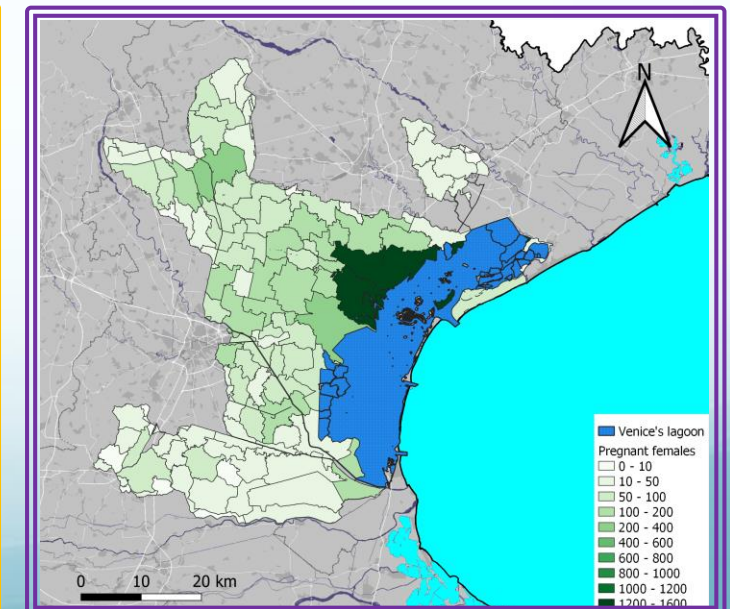 N
Venice's lagoon
Pregnant females
0 - 10
10 - 50
50 - 100
100 - 200
200 - 400
400 - 600
600 - 800
800 - 1000
1000 - 1200
1200 - 1600
0 10 20 km